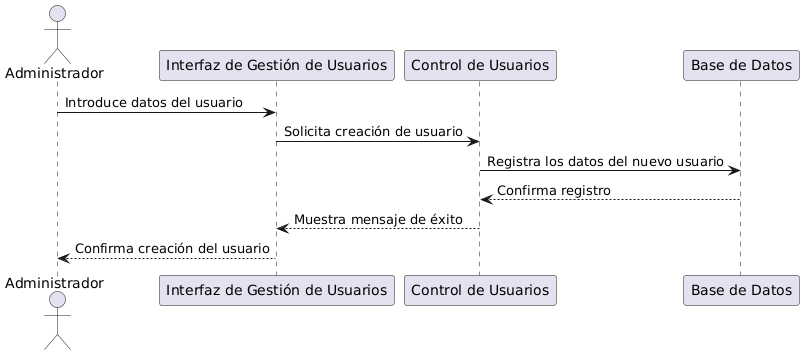 Administrador
Interfaz de Gestión de Usuarios
Control de Usuarios
Base de Datos
Introduce datos del usuario
Solicita creación de usuario
Registra los datos del nuevo usuario
Confirma registro
Muestra mensaje de éxito
Confirma creación del usuario
Administrador
Interfaz de Gestión de Usuarios
Control de Usuarios
Base de Datos